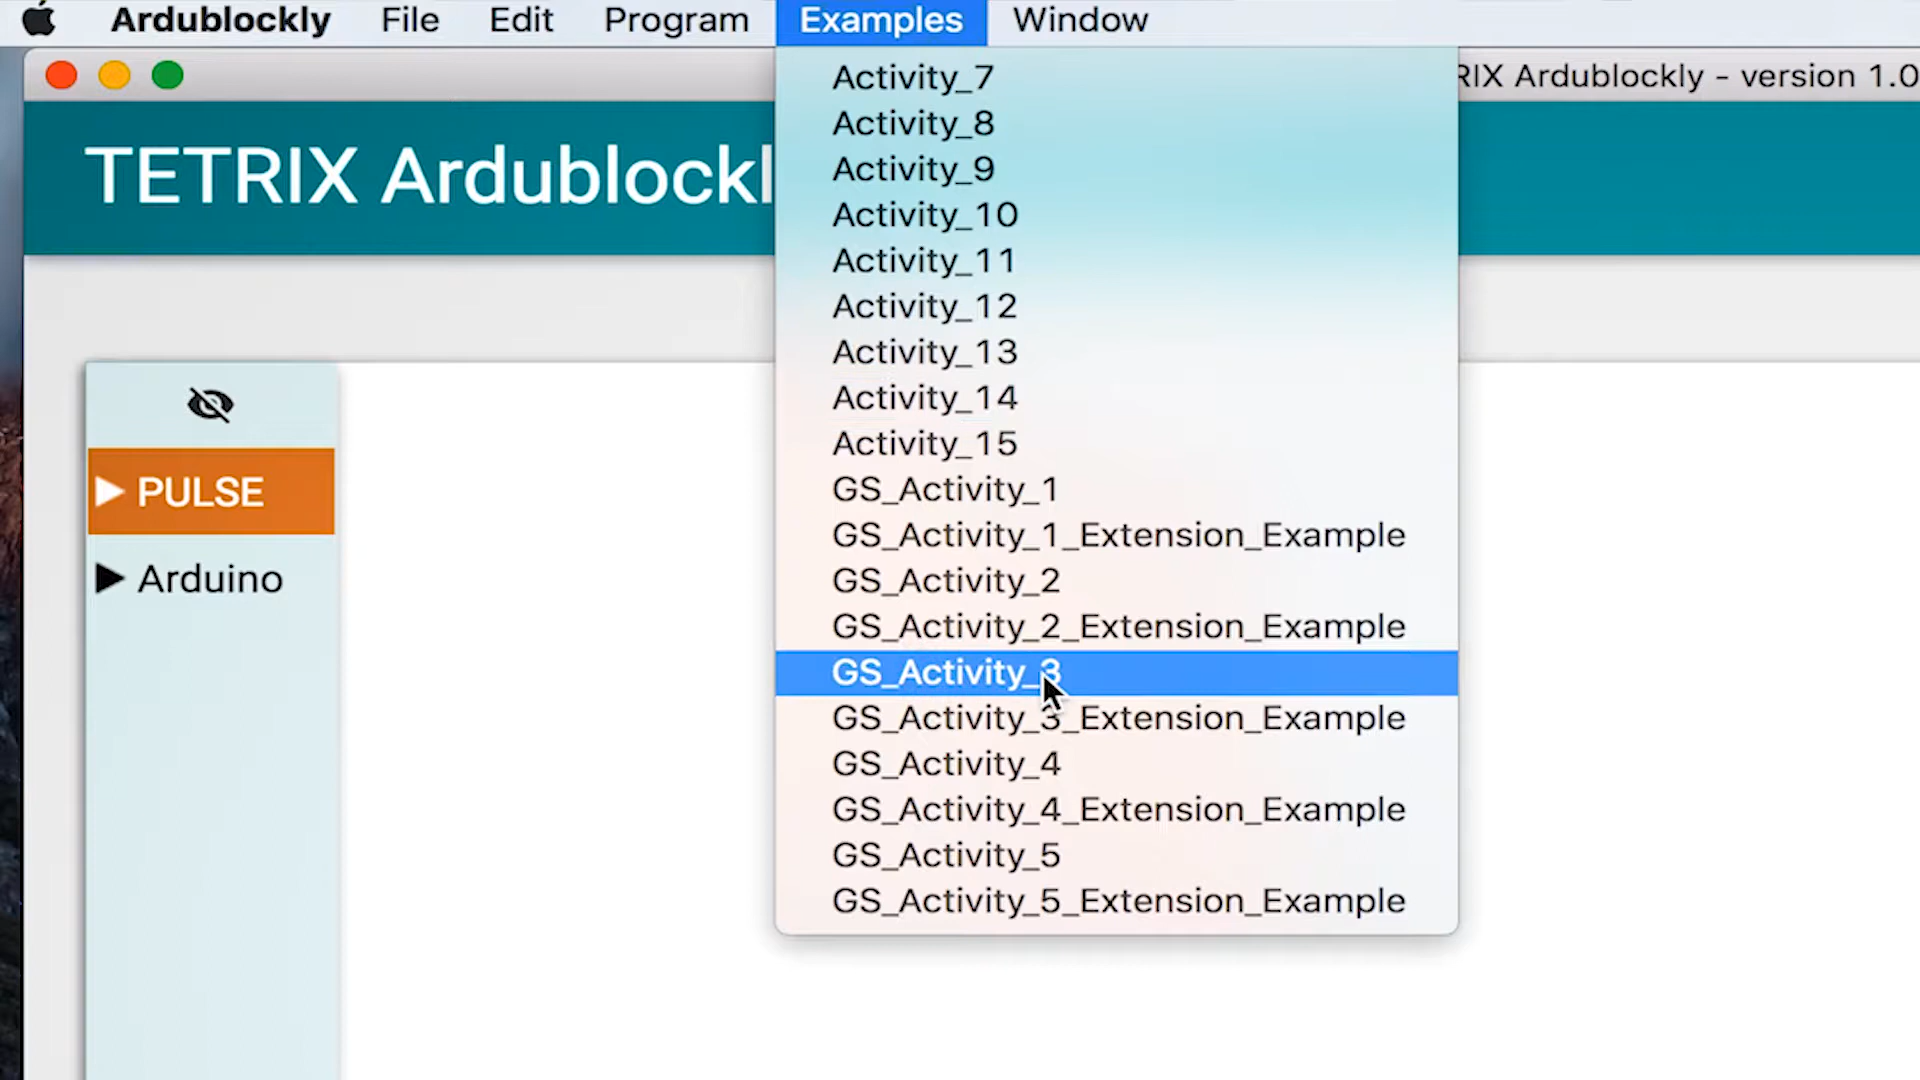 Ardublockly File Edit Program Examples Window
RIX Ardublockly - version 1.0
TETRIX Ardublockl
PULSE
Arduino
Activity_7
Activity_8
Activity_9
Activity_10
Activity_11
Activity_12
Activity_13
Activity_14
Activity_15
GS_Activity_1
GS_Activity_1_Extension_Example
GS_Activity_2
GS_Activity_2_Extension_Example
GS_Activity_3
GS_Activity_3_Extension_Example
GS_Activity_4
GS_Activity_4_Extension_Example
GS_Activity_5
GS_Activity_5_Extension_Example